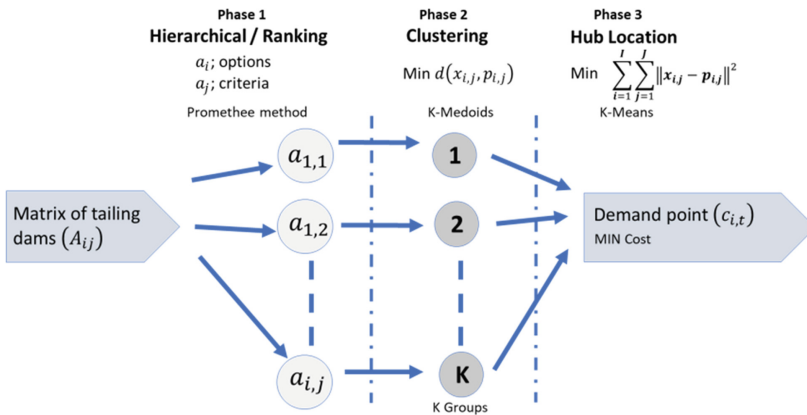 Phase 1
Hierarchical / Ranking
a_i; options
a_j; criteria
Promethee method
Phase 2
Clustering
Min d(x_{i,j}, p_{i,j})
K-Medoids
Phase 3
Hub Location
Min \sum_{i=1}^{I} \sum_{j=1}^{J} ‖x_{i,j} − p_{i,j}‖^2
K-Means
Matrix of tailing
dams (A_{ij})
a_{1,1}
a_{1,2}
a_{i,j}
1
2
K
K Groups
Demand point (c_{i,t})
MIN Cost